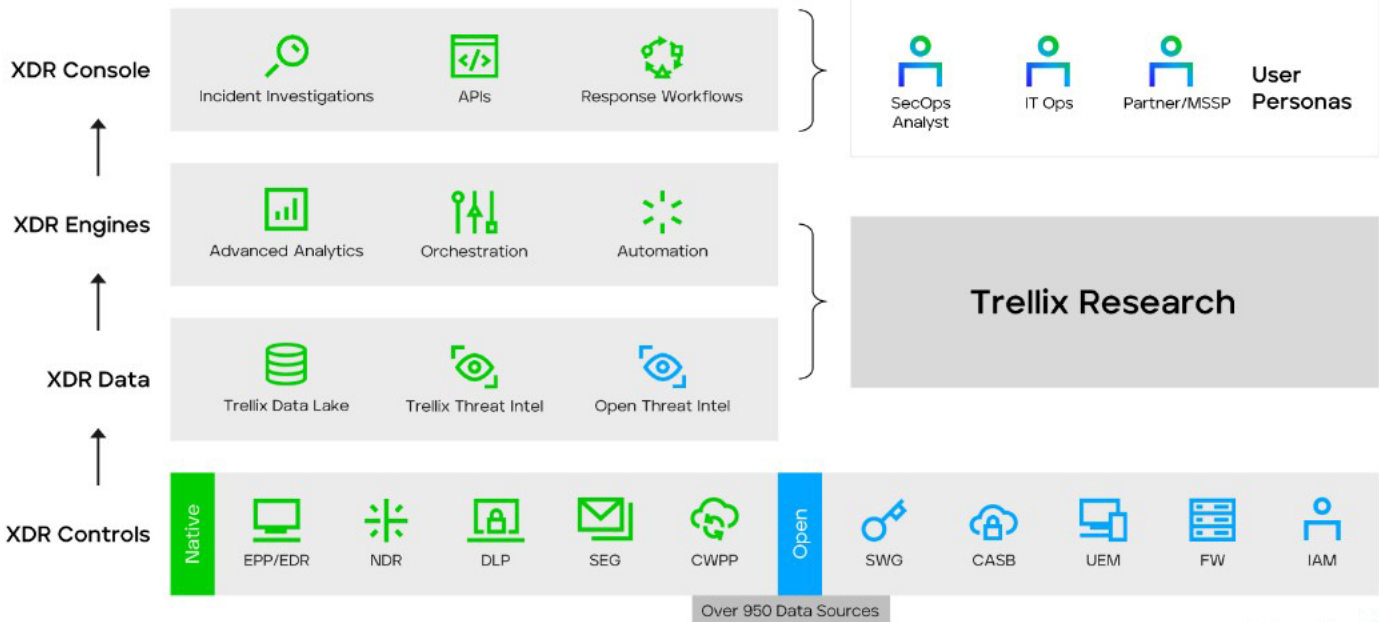 XDR Console
Incident Investigations
APIs
Response Workflows
SecOps
Analyst
IT Ops
Partner/MSSP
User
Personas
XDR Engines
Advanced Analytics
Orchestration
Automation
Trellix Research
XDR Data
Trellix Data Lake
Trellix Threat Intel
Open Threat Intel
XDR Controls
Native
EPP/EDR
NDR
DLP
SEG
CWPP
Open
SWG
CASB
UEM
FW
IAM
Over 950 Data Sources